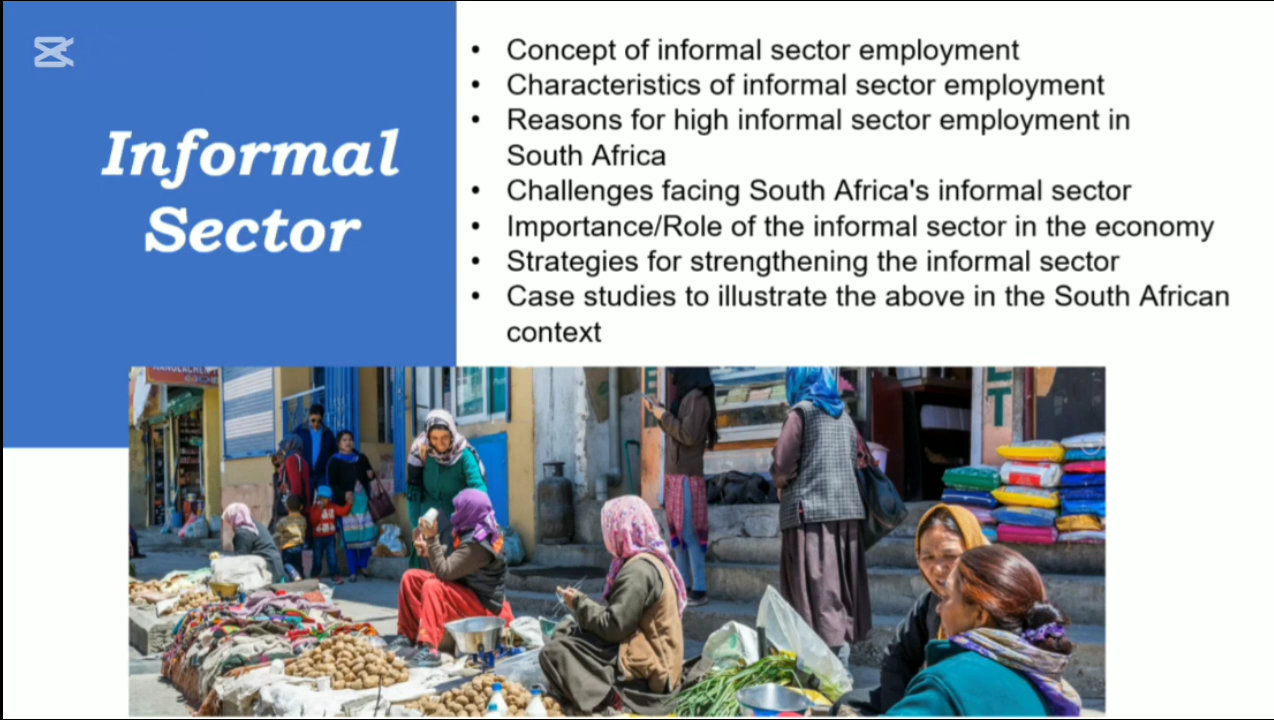 Informal
Sector
• Concept of informal sector employment
• Characteristics of informal sector employment
• Reasons for high informal sector employment in
South Africa
• Challenges facing South Africa's informal sector
• Importance/Role of the informal sector in the economy
• Strategies for strengthening the informal sector
• Case studies to illustrate the above in the South African
context